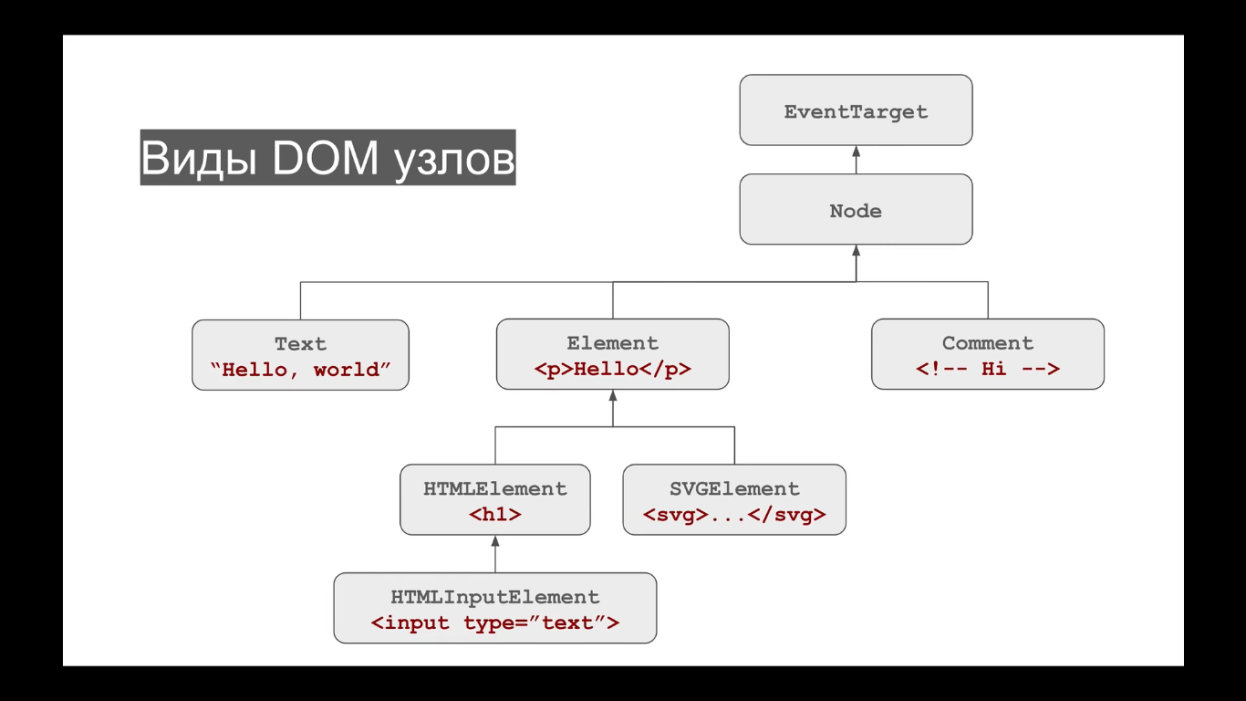 Виды DOM узлов
EventTarget
Node
Text
“Hello, world”
Element
<p>Hello</p>
Comment
<!-- Hi -->
HTMLElement
<h1>
SVGElement
<svg>...</svg>
HTMLInputElement
<input type=”text”>